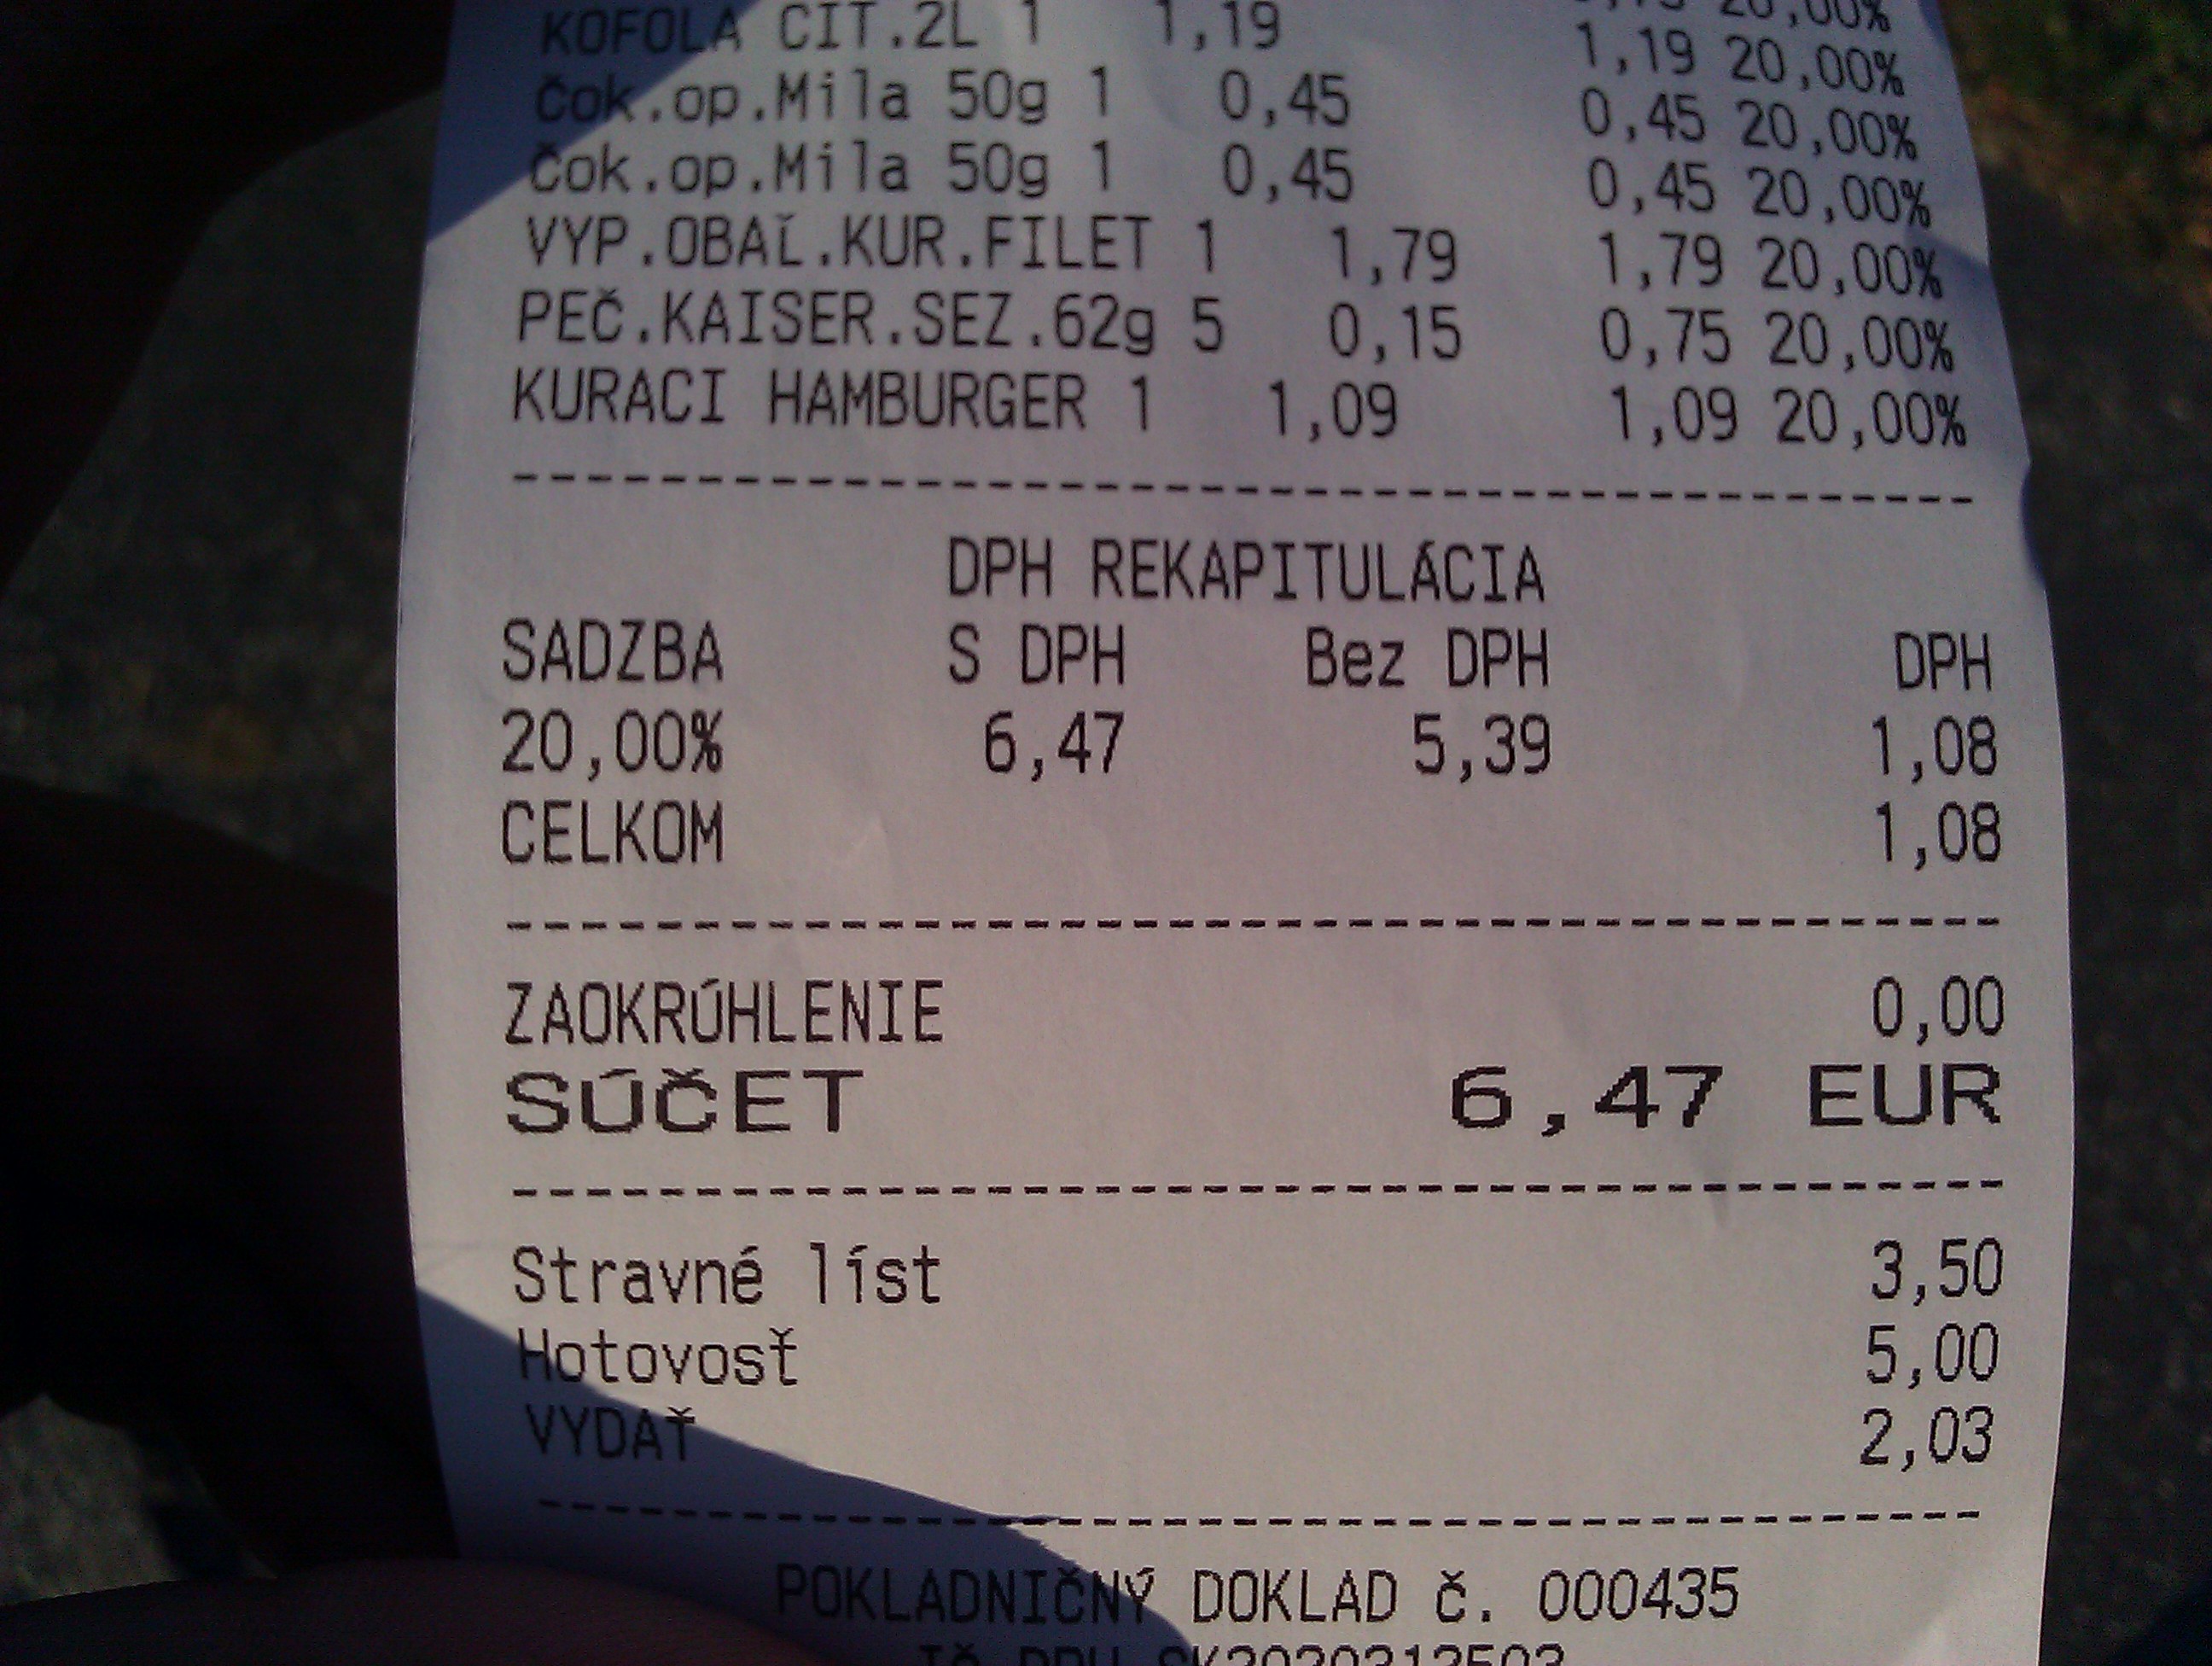 20,00%
KOFOLA CIT.2L 1 1,19 1,19 20,00%
Čok.op.Mila 50g 1 0,45 0,45 20,00%
Čok.op.Mila 50g 1 0,45 0,45 20,00%
VYP.OBAĽ.KUR.FILET 1 1,79 1,79 20,00%
PEČ.KAISER.SEZ.62g 5 0,15 0,75 20,00%
KURACI HAMBURGER 1 1,09 1,09 20,00%
DPH REKAPITULÁCIA
SADZBA S DPH Bez DPH DPH
20,00% 6,47 5,39 1,08
CELKOM 1,08
ZAOKRÚHLENIE 0,00
SÚČET 6,47 EUR
Stravné líst 3,50
Hotovosť 5,00
VYDAŤ 2,03
POKLADNIČNÝ DOKLAD č. 000435
IČ DPH